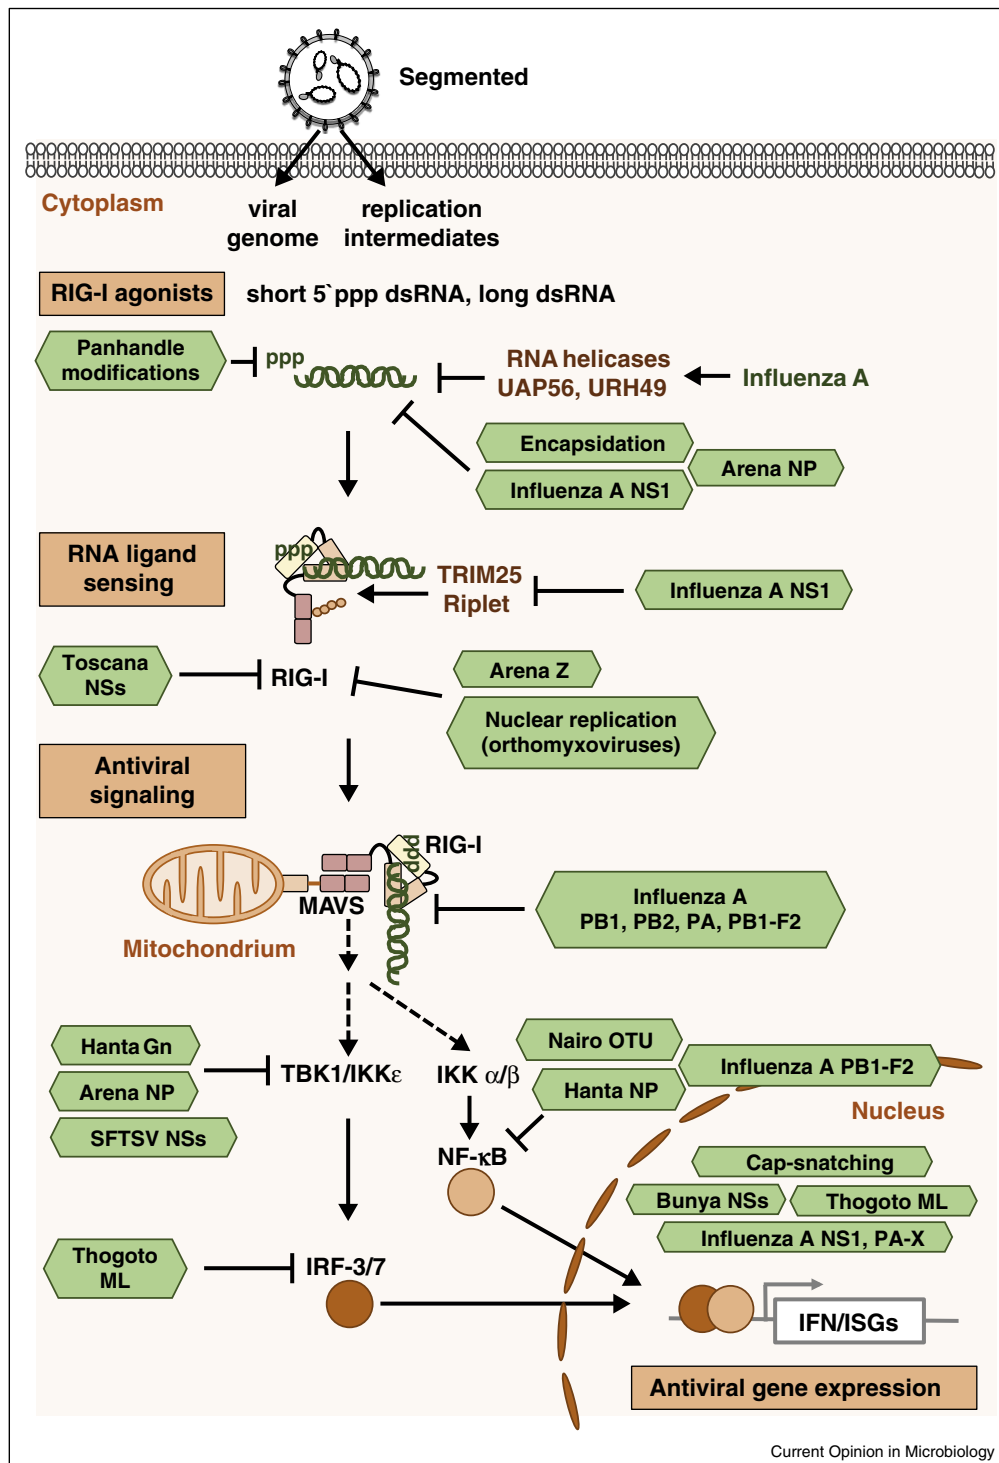 Segmented
Cytoplasm
viral
genome
replication
intermediates
RIG-I agonists
short 5`ppp dsRNA, long dsRNA
Panhandle
modifications
ppp
RNA helicases
UAP56, URH49
Influenza A
Encapsidation
Influenza A NS1
Arena NP
RNA ligand
sensing
ppp
TRIM25
Riplet
Influenza A NS1
Toscana
NSs
RIG-I
Arena Z
Nuclear replication
(orthomyxoviruses)
Antiviral
signaling
ppp
RIG-I
MAVS
Mitochondrium
Influenza A
PB1, PB2, PA, PB1-F2
Hanta Gn
Arena NP
SFTSV NSs
TBK1/IKKε
IKK α/β
Nairo OTU
Hanta NP
Influenza A PB1-F2
Nucleus
NF-κB
Cap-snatching
Bunya NSs
Thogoto ML
Influenza A NS1, PA-X
Thogoto
ML
IRF-3/7
IFN/ISGs
Antiviral gene expression
Current Opinion in Microbiology